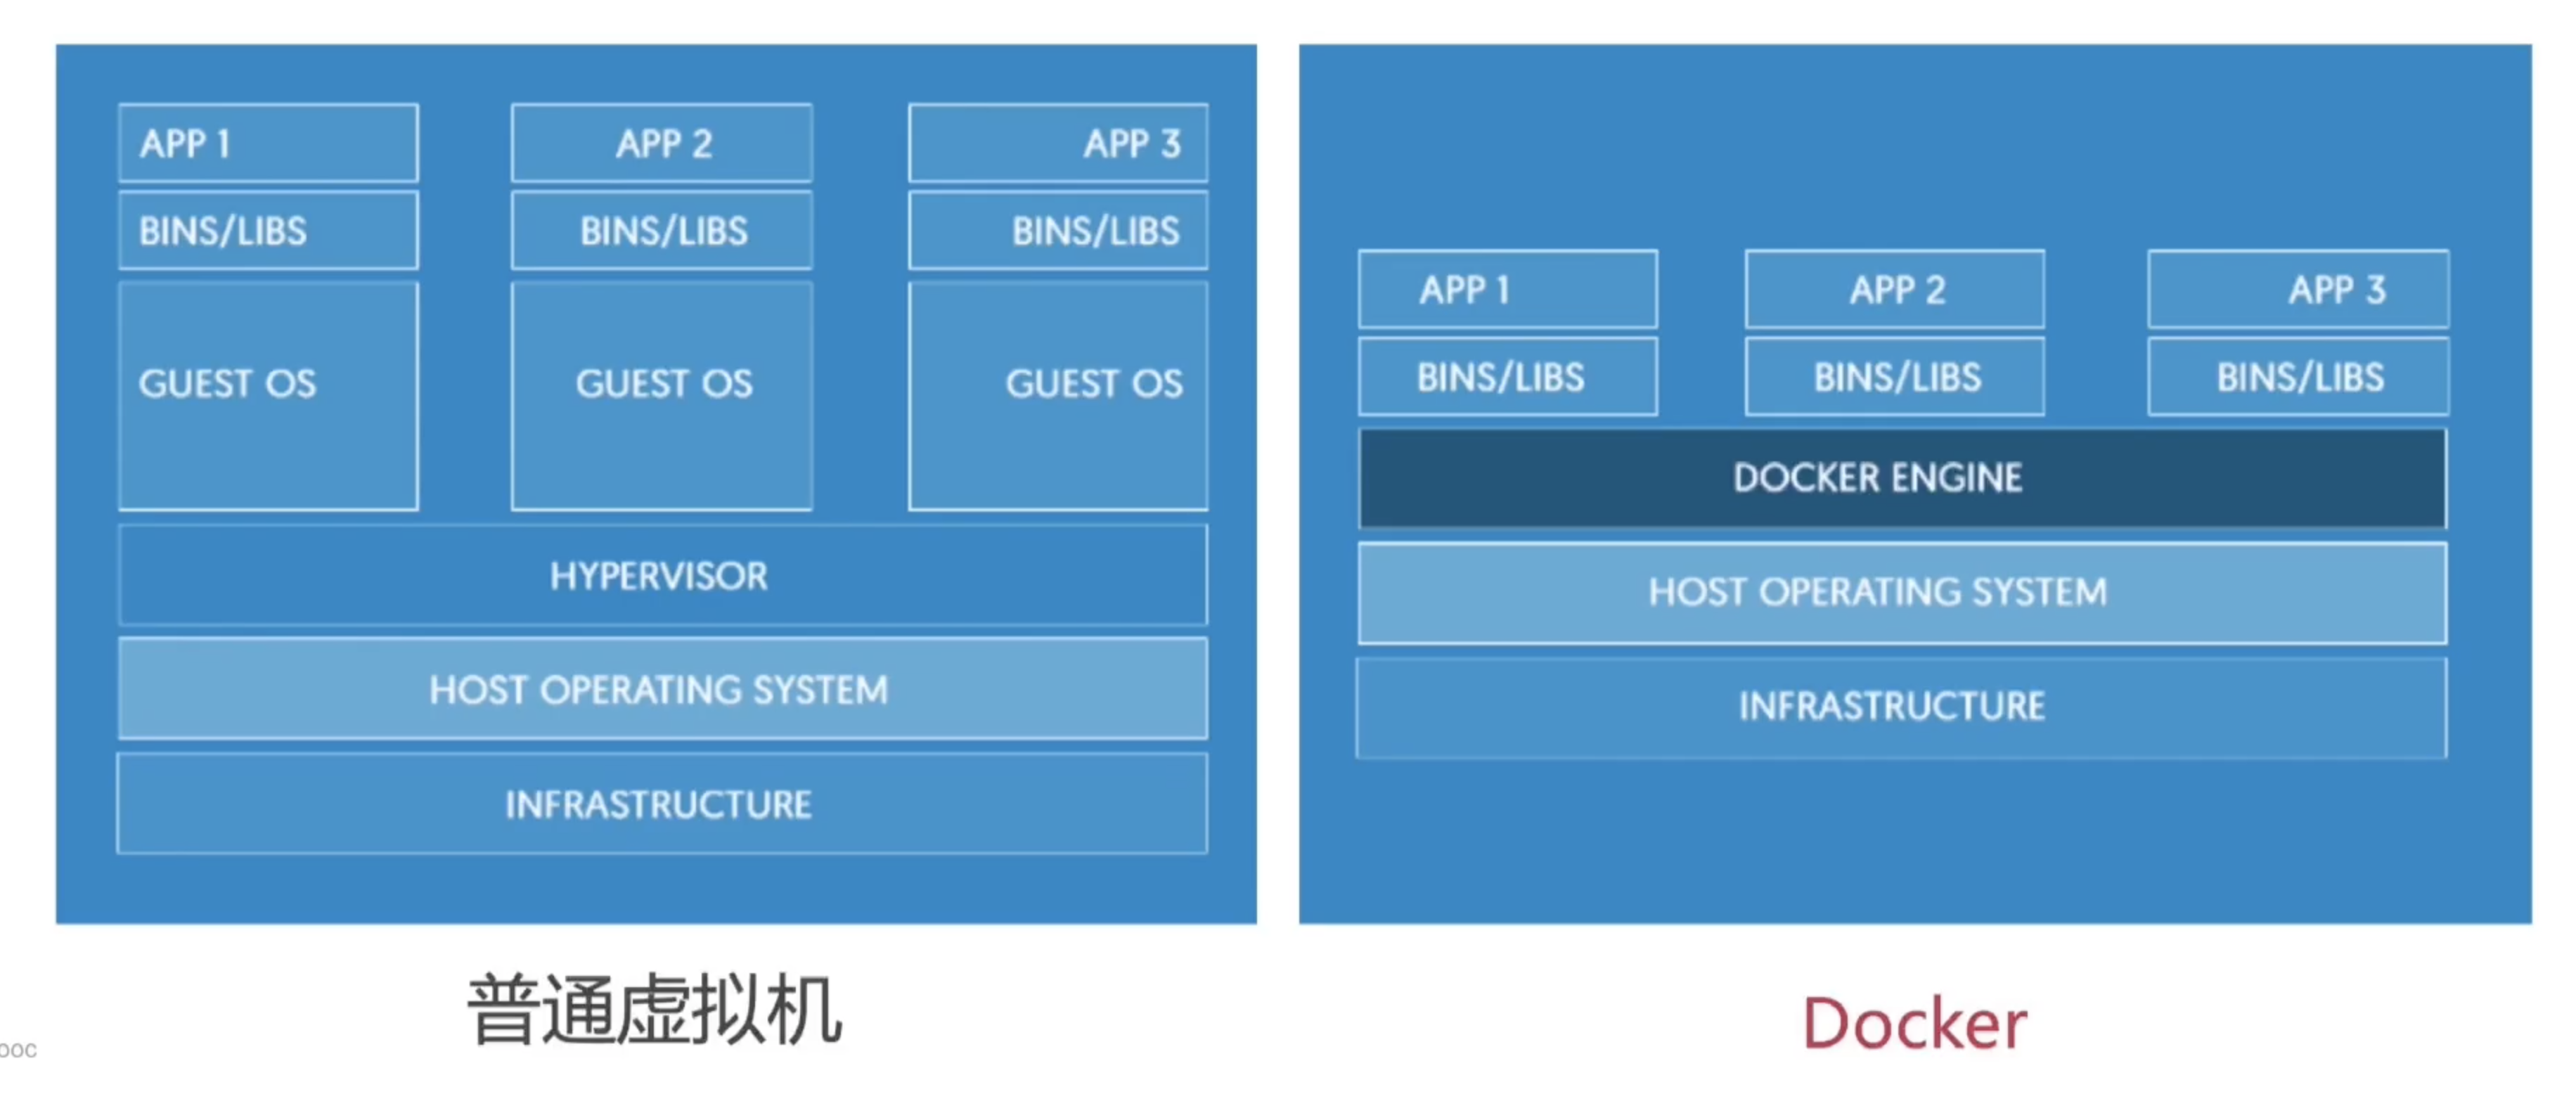 APP 1
APP 2
APP 3
BINS/LIBS
BINS/LIBS
BINS/LIBS
GUEST OS
GUEST OS
GUEST OS
HYPERVISOR
HOST OPERATING SYSTEM
INFRASTRUCTURE
普通虚拟机
APP 1
APP 2
APP 3
BINS/LIBS
BINS/LIBS
BINS/LIBS
DOCKER ENGINE
HOST OPERATING SYSTEM
INFRASTRUCTURE
Docker
ooc